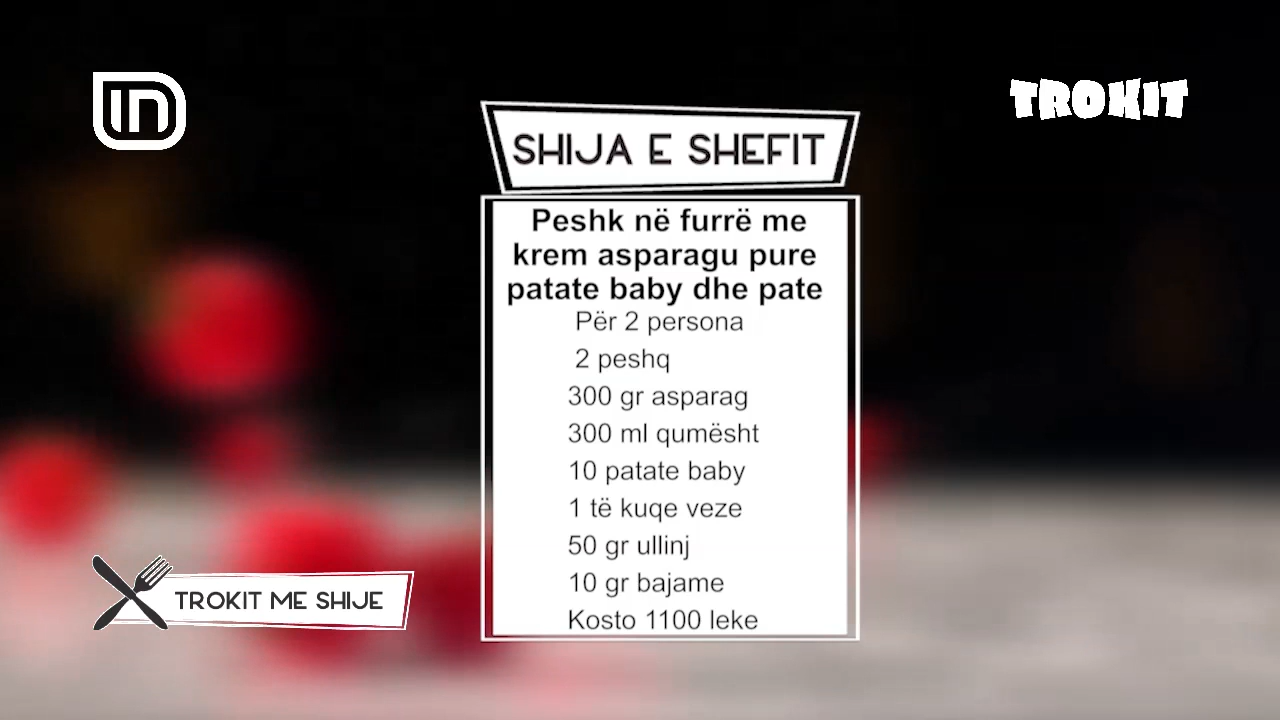 IN
TROKIT
SHIJA E SHEFIT
Peshk në furrë me
krem asparagu pure
patate baby dhe pate
Për 2 persona
2 peshq
300 gr asparag
300 ml qumësht
10 patate baby
1 të kuqe veze
50 gr ullinj
10 gr bajame
Kosto 1100 leke
TROKIT ME SHIJE